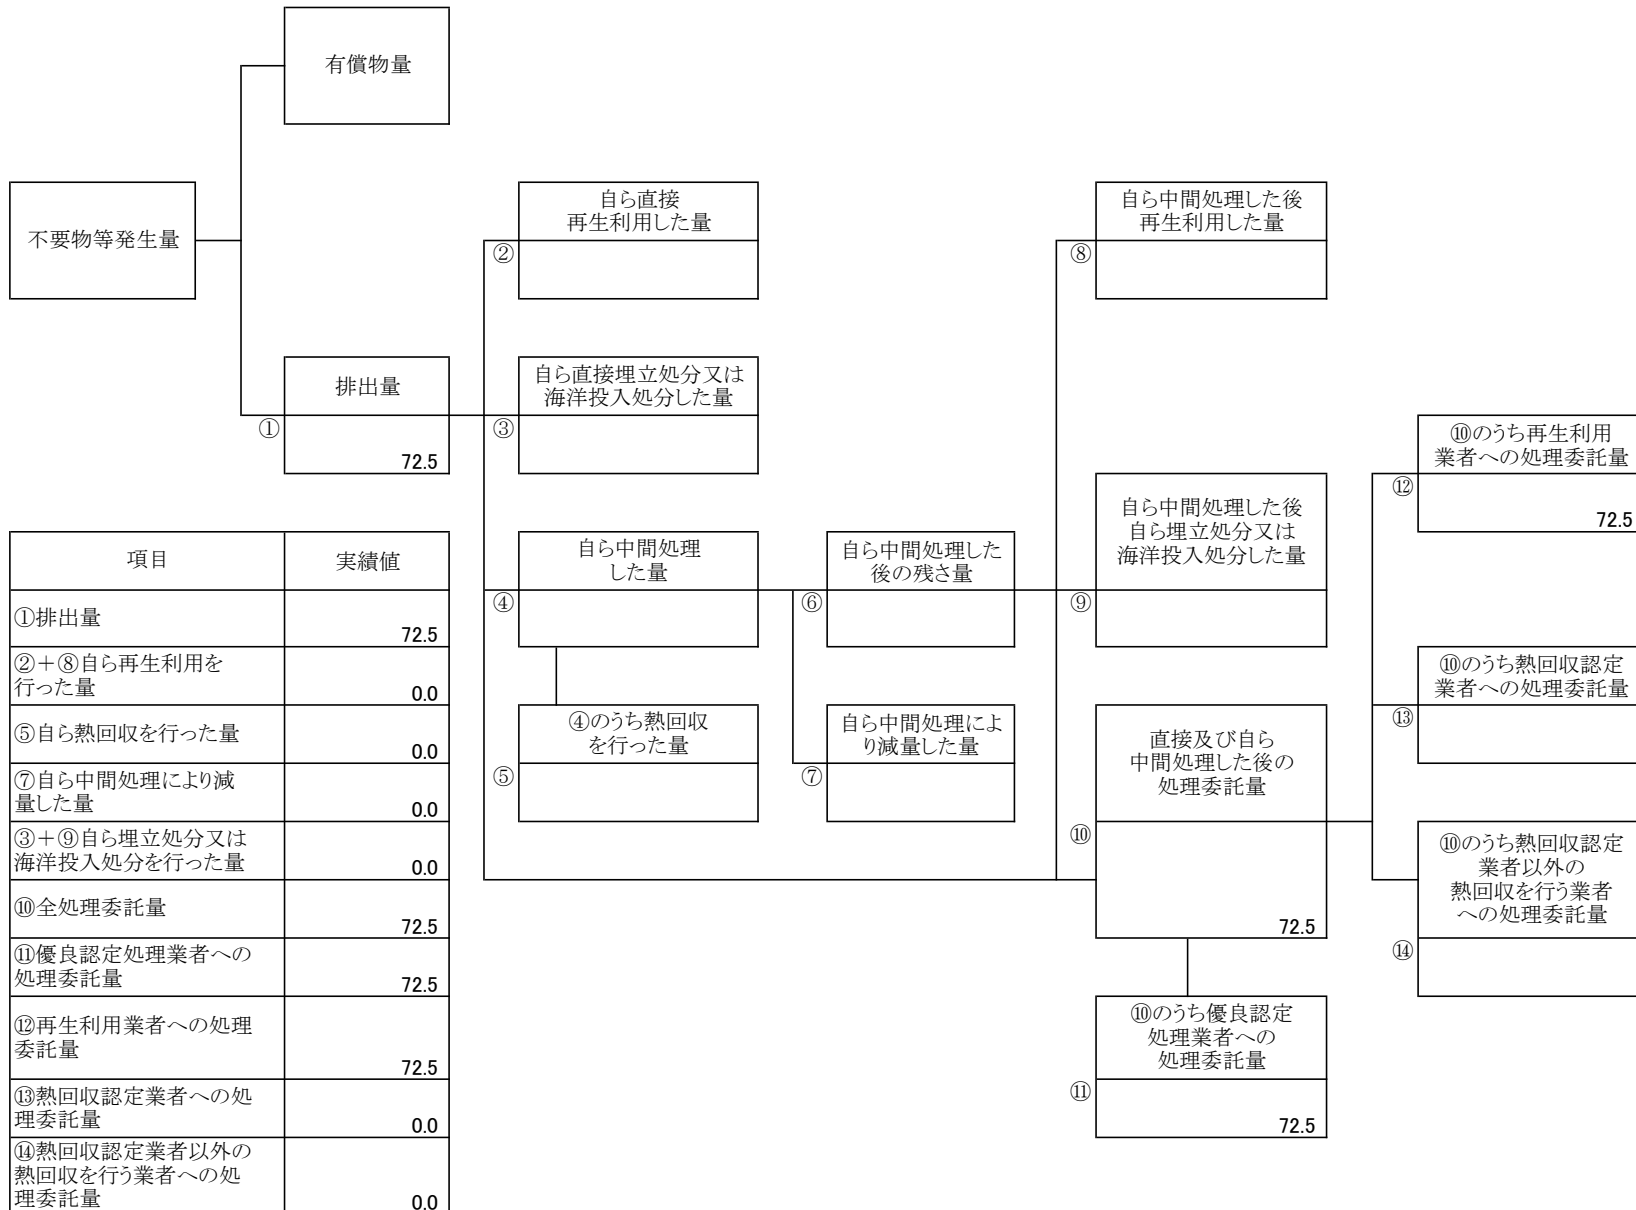 有償物量
不要物等発生量
自ら直接
再生利用した量
②
自ら中間処理した後
再生利用した量
⑧
排出量
①
72.5
自ら直接埋立処分又は
海洋投入処分した量
③
⑩のうち再生利用
業者への処理委託量
⑫
72.5
自ら中間処理した後
自ら埋立処分又は
海洋投入処分した量
⑨
自ら中間処理
した量
④
自ら中間処理した
後の残さ量
⑥
⑩のうち熱回収認定
業者への処理委託量
⑬
④のうち熱回収
を行った量
⑤
自ら中間処理によ
り減量した量
⑦
直接及び自ら
中間処理した後の
処理委託量
⑩
72.5
⑩のうち熱回収認定
業者以外の
熱回収を行う業者
への処理委託量
⑭
⑩のうち優良認定
処理業者への
処理委託量
⑪
72.5
項目 実績値
①排出量
72.5
②＋⑧自ら再生利用を
行った量
0.0
⑤自ら熱回収を行った量
0.0
⑦自ら中間処理により減
量した量
0.0
③＋⑨自ら埋立処分又は
海洋投入処分を行った量
0.0
⑩全処理委託量
72.5
⑪優良認定処理業者への
処理委託量
72.5
⑫再生利用業者への処理
委託量
72.5
⑬熱回収認定業者への処
理委託量
0.0
⑭熱回収認定業者以外の
熱回収を行う業者への処
理委託量
0.0